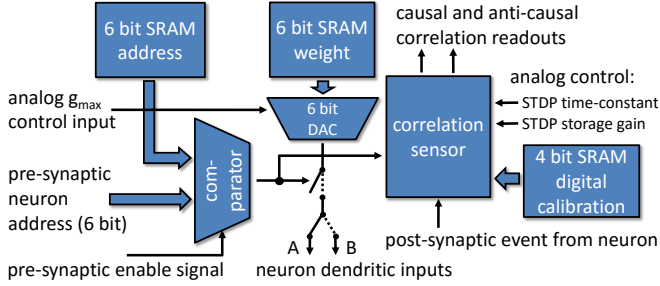 6 bit SRAM
address
6 bit SRAM
weight
causal and anti-causal
correlation readouts
analog gmax
control input
6 bit
DAC
correlation
sensor
analog control:
STDP time-constant
STDP storage gain
com-
parator
pre-synaptic
neuron
address (6 bit)
4 bit SRAM
digital
calibration
A
B
post-synaptic event from neuron
pre-synaptic enable signal
neuron dendritic inputs